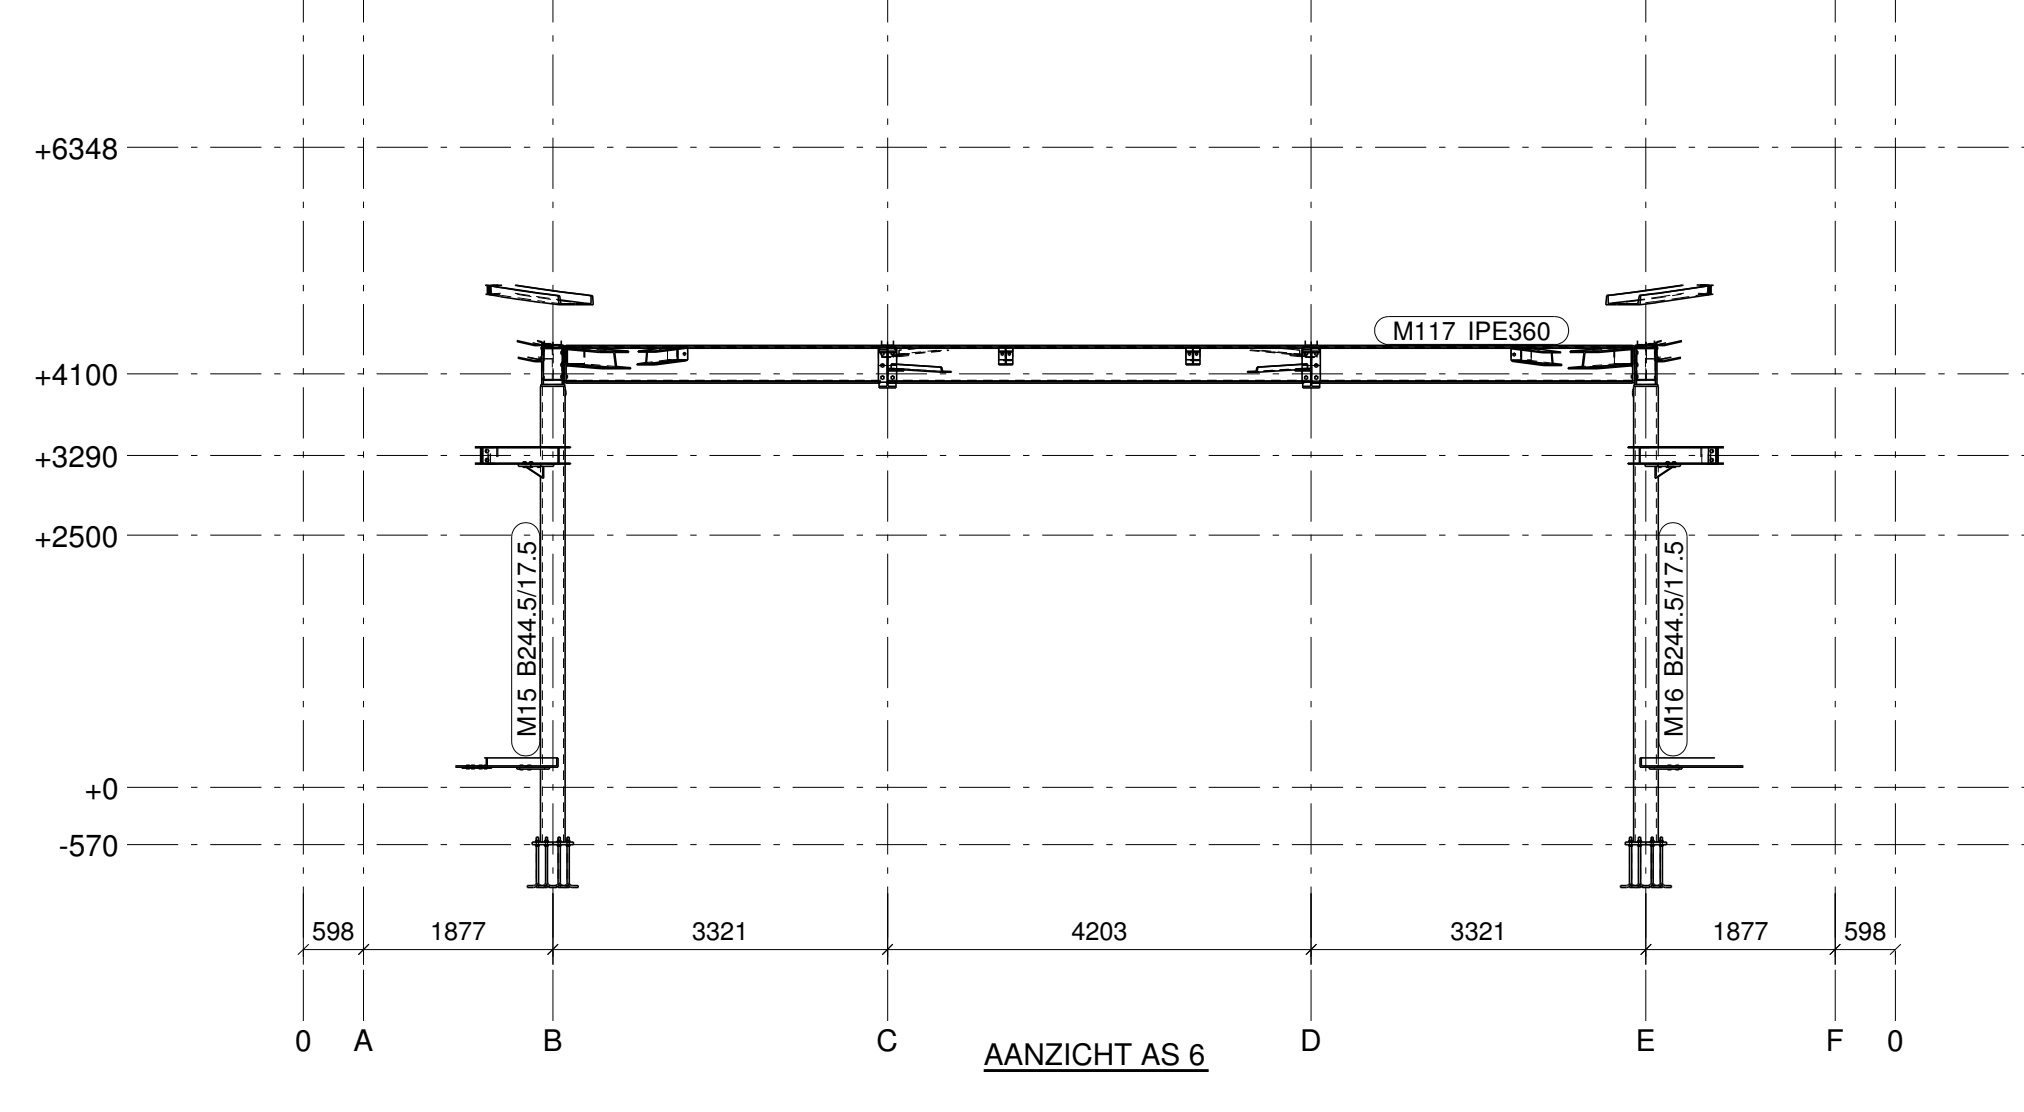 +6348
M117 IPE360
+4100
+3290
+2500
M15 B244.5/17.5
M16 B244.5/17.5
+0
-570
598 1877 3321 4203 3321 1877 598
0 A B C D E F 0
AANZICHT AS 6